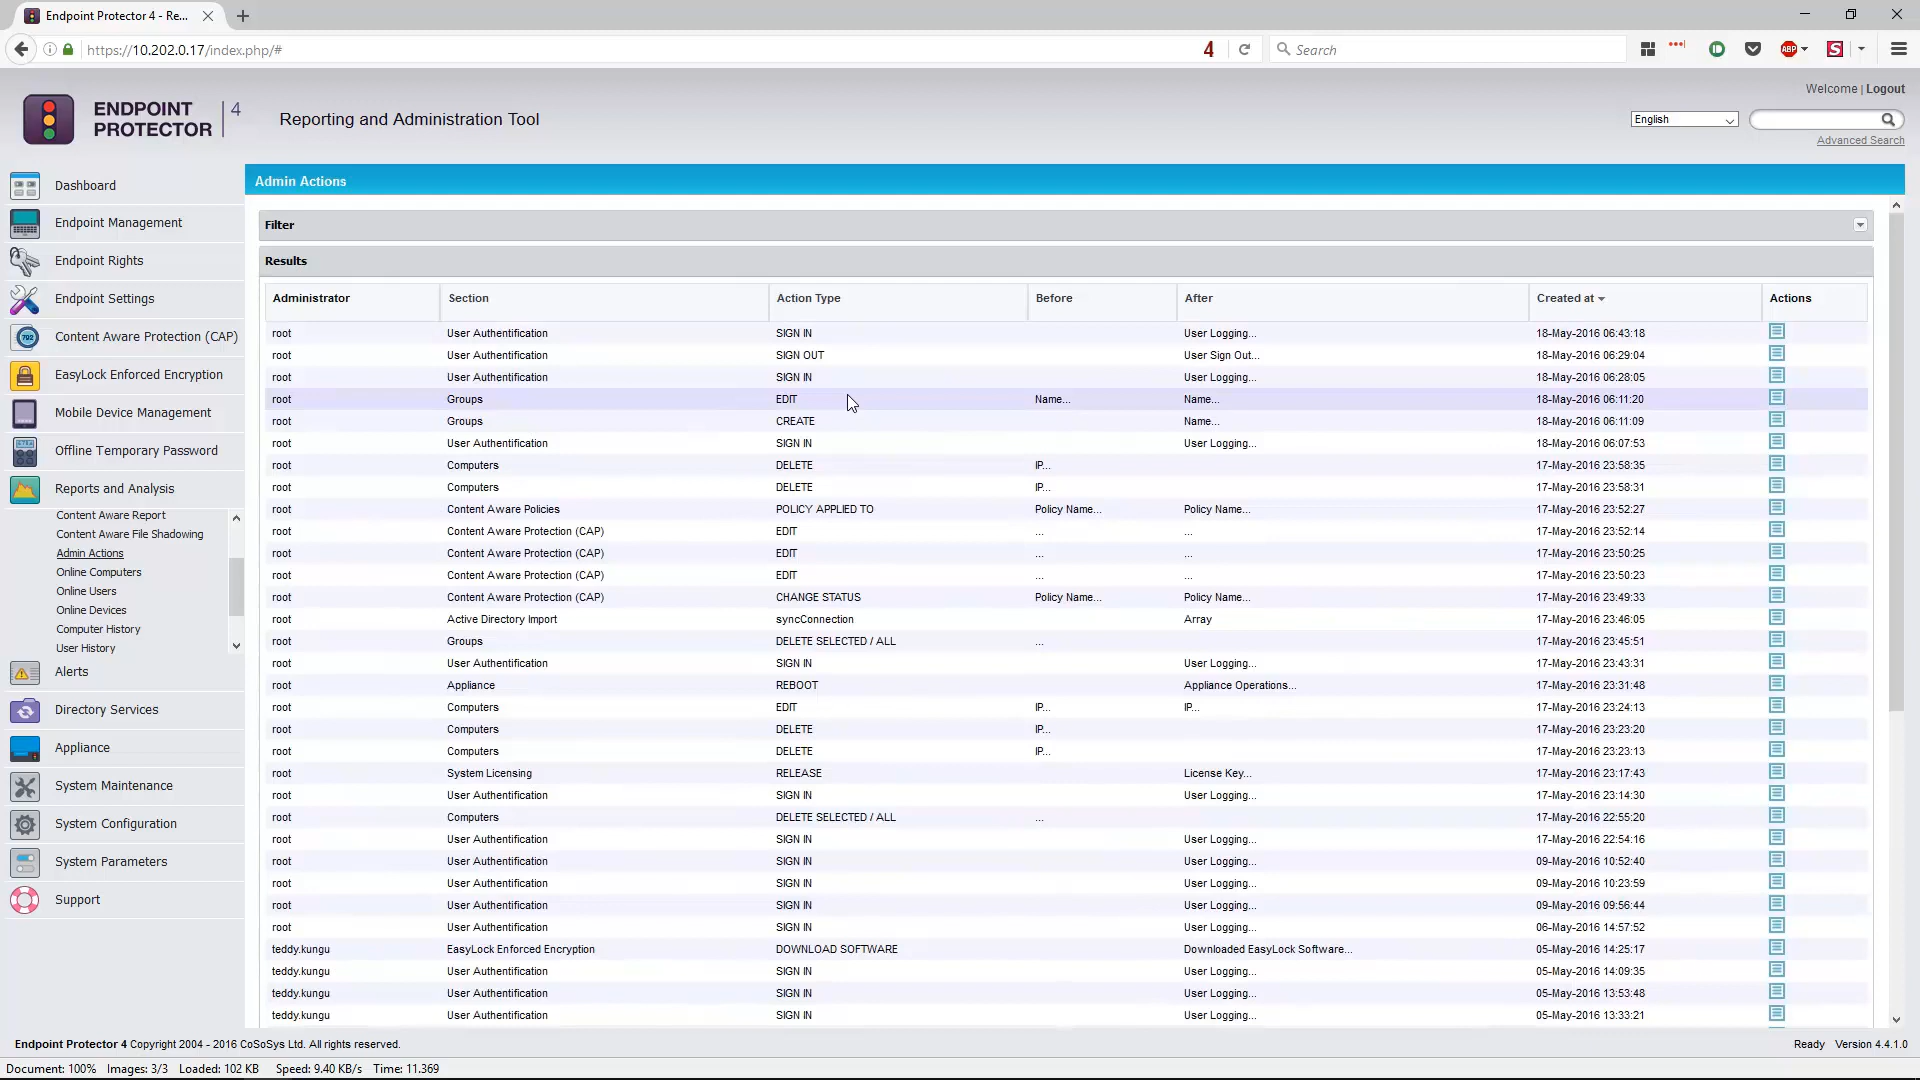 Endpoint Protector 4 - Re...
https://10.202.0.17/index.php/#
4
Search
ABP
S
Welcome | Logout
ENDPOINT
PROTECTOR
4
Reporting and Administration Tool
English
Advanced Search
Dashboard
Endpoint Management
Endpoint Rights
Endpoint Settings
Content Aware Protection (CAP)
EasyLock Enforced Encryption
Mobile Device Management
Offline Temporary Password
Reports and Analysis
Content Aware Report
Content Aware File Shadowing
Admin Actions
Online Computers
Online Users
Online Devices
Computer History
User History
Alerts
Directory Services
Appliance
System Maintenance
System Configuration
System Parameters
Support
Admin Actions
Filter
Results
Administrator Section Action Type Before After Created at Actions
root User Authentification SIGN IN User Logging... 18-May-2016 06:43:18
root User Authentification SIGN OUT User Sign Out... 18-May-2016 06:29:04
root User Authentification SIGN IN User Logging... 18-May-2016 06:28:05
root Groups EDIT Name... Name... 18-May-2016 06:11:20
root Groups CREATE Name... 18-May-2016 06:11:09
root User Authentification SIGN IN User Logging... 18-May-2016 06:07:53
root Computers DELETE IP... 17-May-2016 23:58:35
root Computers DELETE IP... 17-May-2016 23:58:31
root Content Aware Policies POLICY APPLIED TO Policy Name... Policy Name... 17-May-2016 23:52:27
root Content Aware Protection (CAP) EDIT ... ... 17-May-2016 23:52:14
root Content Aware Protection (CAP) EDIT ... ... 17-May-2016 23:50:25
root Content Aware Protection (CAP) EDIT ... ... 17-May-2016 23:50:23
root Content Aware Protection (CAP) CHANGE STATUS Policy Name... Policy Name... 17-May-2016 23:49:33
root Active Directory Import syncConnection Array 17-May-2016 23:46:05
root Groups DELETE SELECTED / ALL ... 17-May-2016 23:45:51
root User Authentification SIGN IN User Logging... 17-May-2016 23:43:31
root Appliance REBOOT Appliance Operations... 17-May-2016 23:31:48
root Computers EDIT IP... IP... 17-May-2016 23:24:13
root Computers DELETE IP... 17-May-2016 23:23:20
root Computers DELETE IP... 17-May-2016 23:23:13
root System Licensing RELEASE License Key... 17-May-2016 23:17:43
root User Authentification SIGN IN User Logging... 17-May-2016 23:14:30
root Computers DELETE SELECTED / ALL ... 17-May-2016 22:55:20
root User Authentification SIGN IN User Logging... 17-May-2016 22:54:16
root User Authentification SIGN IN User Logging... 09-May-2016 10:52:40
root User Authentification SIGN IN User Logging... 09-May-2016 10:23:59
root User Authentification SIGN IN User Logging... 09-May-2016 09:56:44
root User Authentification SIGN IN User Logging... 06-May-2016 14:57:52
teddy.kungu EasyLock Enforced Encryption DOWNLOAD SOFTWARE Downloaded EasyLock Software... 05-May-2016 14:25:17
teddy.kungu User Authentification SIGN IN User Logging... 05-May-2016 14:09:35
teddy.kungu User Authentification SIGN IN User Logging... 05-May-2016 13:53:48
teddy.kungu User Authentification SIGN IN User Logging... 05-May-2016 13:33:21
Endpoint Protector 4 Copyright 2004 - 2016 CoSoSys Ltd. All rights reserved. Ready Version 4.4.1.0
Document: 100% Images: 3/3 Loaded: 102 KB Speed: 9.40 KB/s Time: 11.369